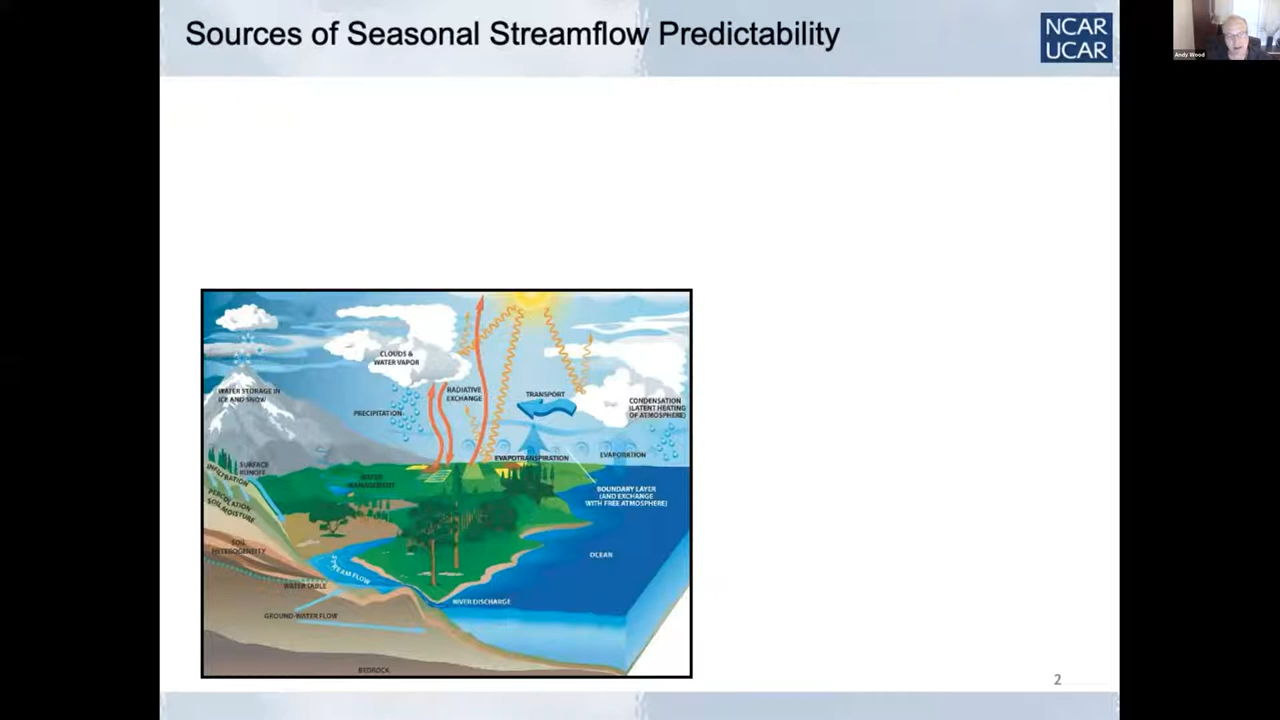 Sources of Seasonal Streamflow Predictability
NCAR
UCAR
Andy Wood
CLOUDS &
WATER VAPOR
WATER STORAGE IN
ICE AND SNOW
RADIATIVE
EXCHANGE
TRANSPORT
CONDENSATION
(LATENT HEATING
OF ATMOSPHERE)
PRECIPITATION
EVAPOTRANSPIRATION
EVAPORATION
SURFACE
RUNOFF
INFILTRATION
WATER
MANAGEMENT
BOUNDARY LAYER
(AND EXCHANGE
WITH FREE ATMOSPHERE)
PERCOLATION
SOIL MOISTURE
SOIL
HETEROGENEITY
OCEAN
STREAM FLOW
WATER TABLE
RIVER DISCHARGE
GROUND-WATER FLOW
BEDROCK
2